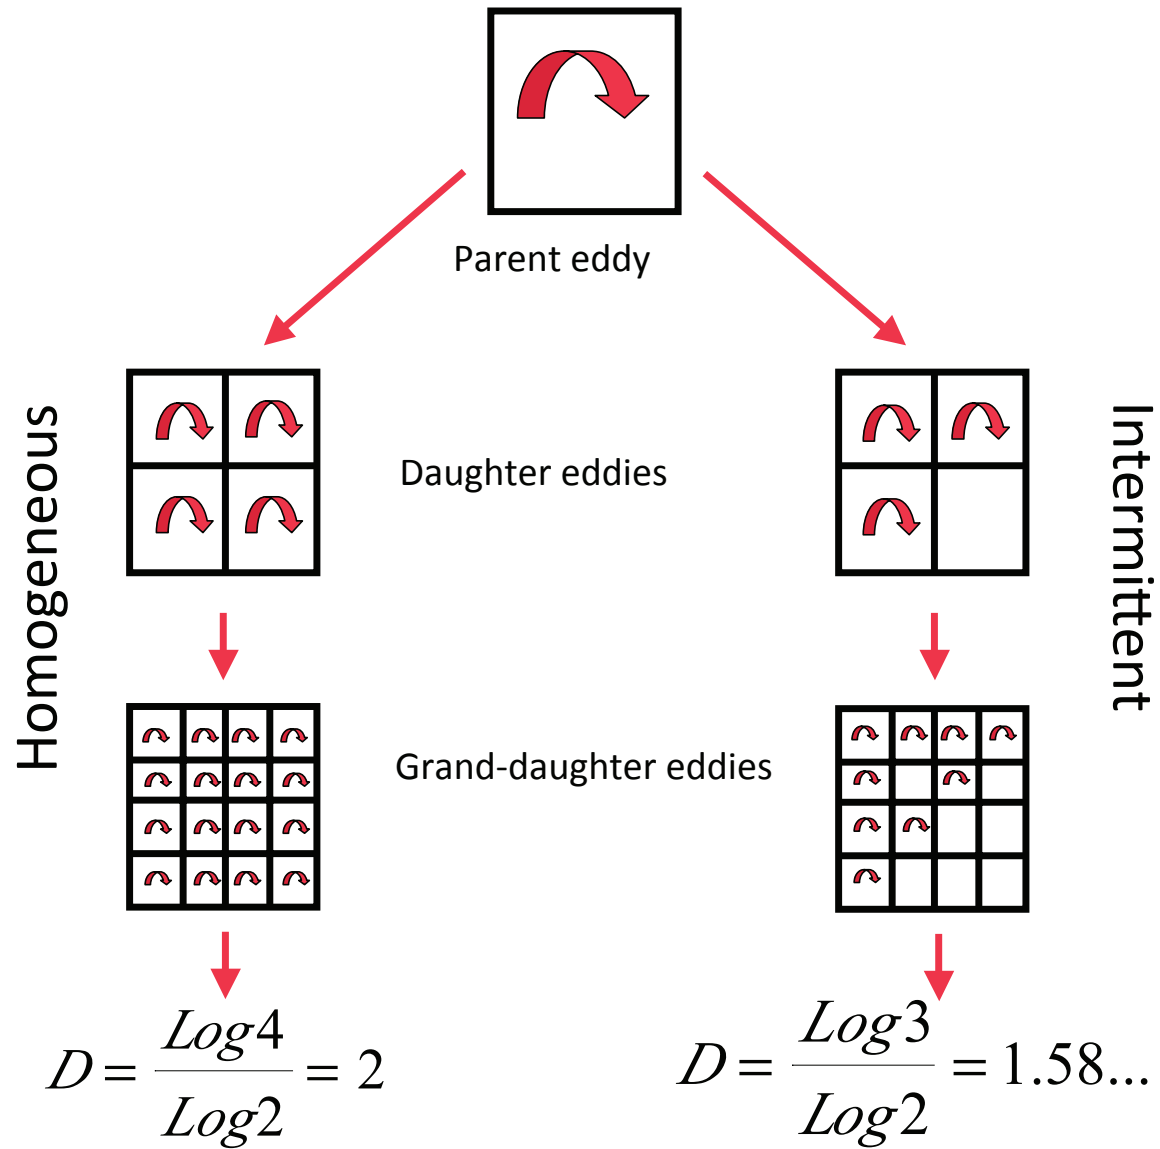 Parent eddy
Homogeneous
Daughter eddies
Intermittent
Grand-daughter eddies
D = Log4 / Log2 = 2
D = Log3 / Log2 = 1.58...